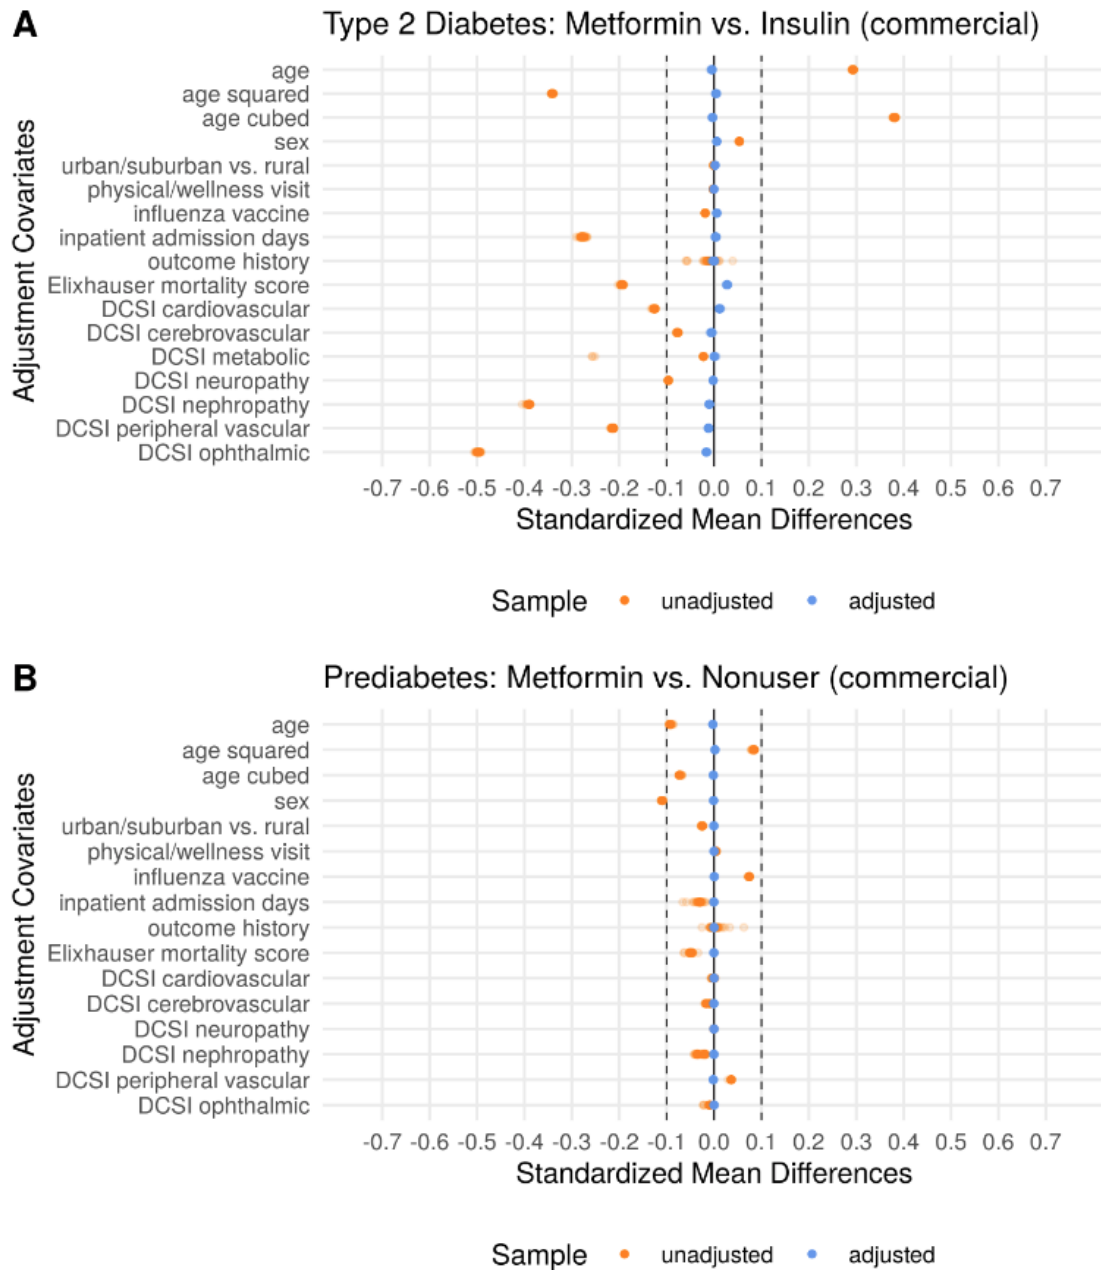 A
Type 2 Diabetes: Metformin vs. Insulin (commercial)
Adjustment Covariates
age
age squared
age cubed
sex
urban/suburban vs. rural
physical/wellness visit
influenza vaccine
inpatient admission days
outcome history
Elixhauser mortality score
DCSI cardiovascular
DCSI cerebrovascular
DCSI metabolic
DCSI neuropathy
DCSI nephropathy
DCSI peripheral vascular
DCSI ophthalmic
-0.7 -0.6 -0.5 -0.4 -0.3 -0.2 -0.1 0.0 0.1 0.2 0.3 0.4 0.5 0.6 0.7
Standardized Mean Differences
Sample unadjusted adjusted
B
Prediabetes: Metformin vs. Nonuser (commercial)
Adjustment Covariates
age
age squared
age cubed
sex
urban/suburban vs. rural
physical/wellness visit
influenza vaccine
inpatient admission days
outcome history
Elixhauser mortality score
DCSI cardiovascular
DCSI cerebrovascular
DCSI neuropathy
DCSI nephropathy
DCSI peripheral vascular
DCSI ophthalmic
-0.7 -0.6 -0.5 -0.4 -0.3 -0.2 -0.1 0.0 0.1 0.2 0.3 0.4 0.5 0.6 0.7
Standardized Mean Differences
Sample unadjusted adjusted